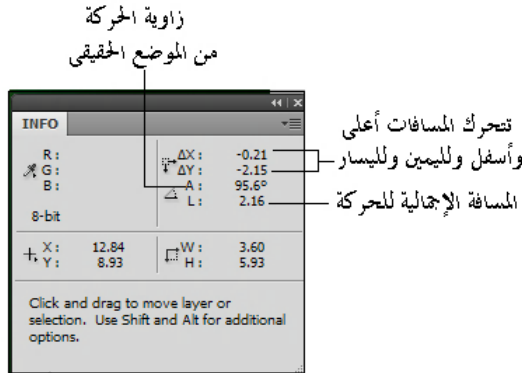 زاوية الحركة
من الموضع الحقيقى
INFO
R :
G :
B :
8-bit
ΔX : -0.21
ΔY : -2.15
A : 95.6°
L : 2.16
تتحرك المسافات أعلى
وأسفل ولليمين ولليسار
المسافة الإجمالية للحركة
X : 12.84
Y : 8.93
W : 3.60
H : 5.93
Click and drag to move layer or
selection. Use Shift and Alt for additional
options.